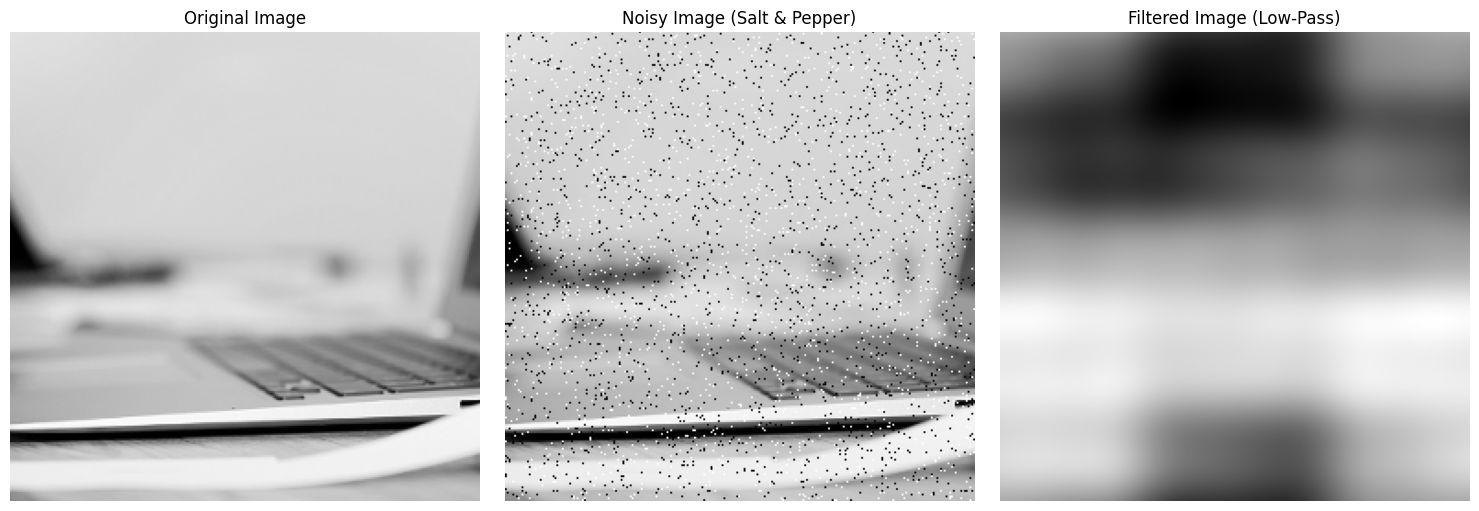 Original Image
Noisy Image (Salt & Pepper)
Filtered Image (Low-Pass)